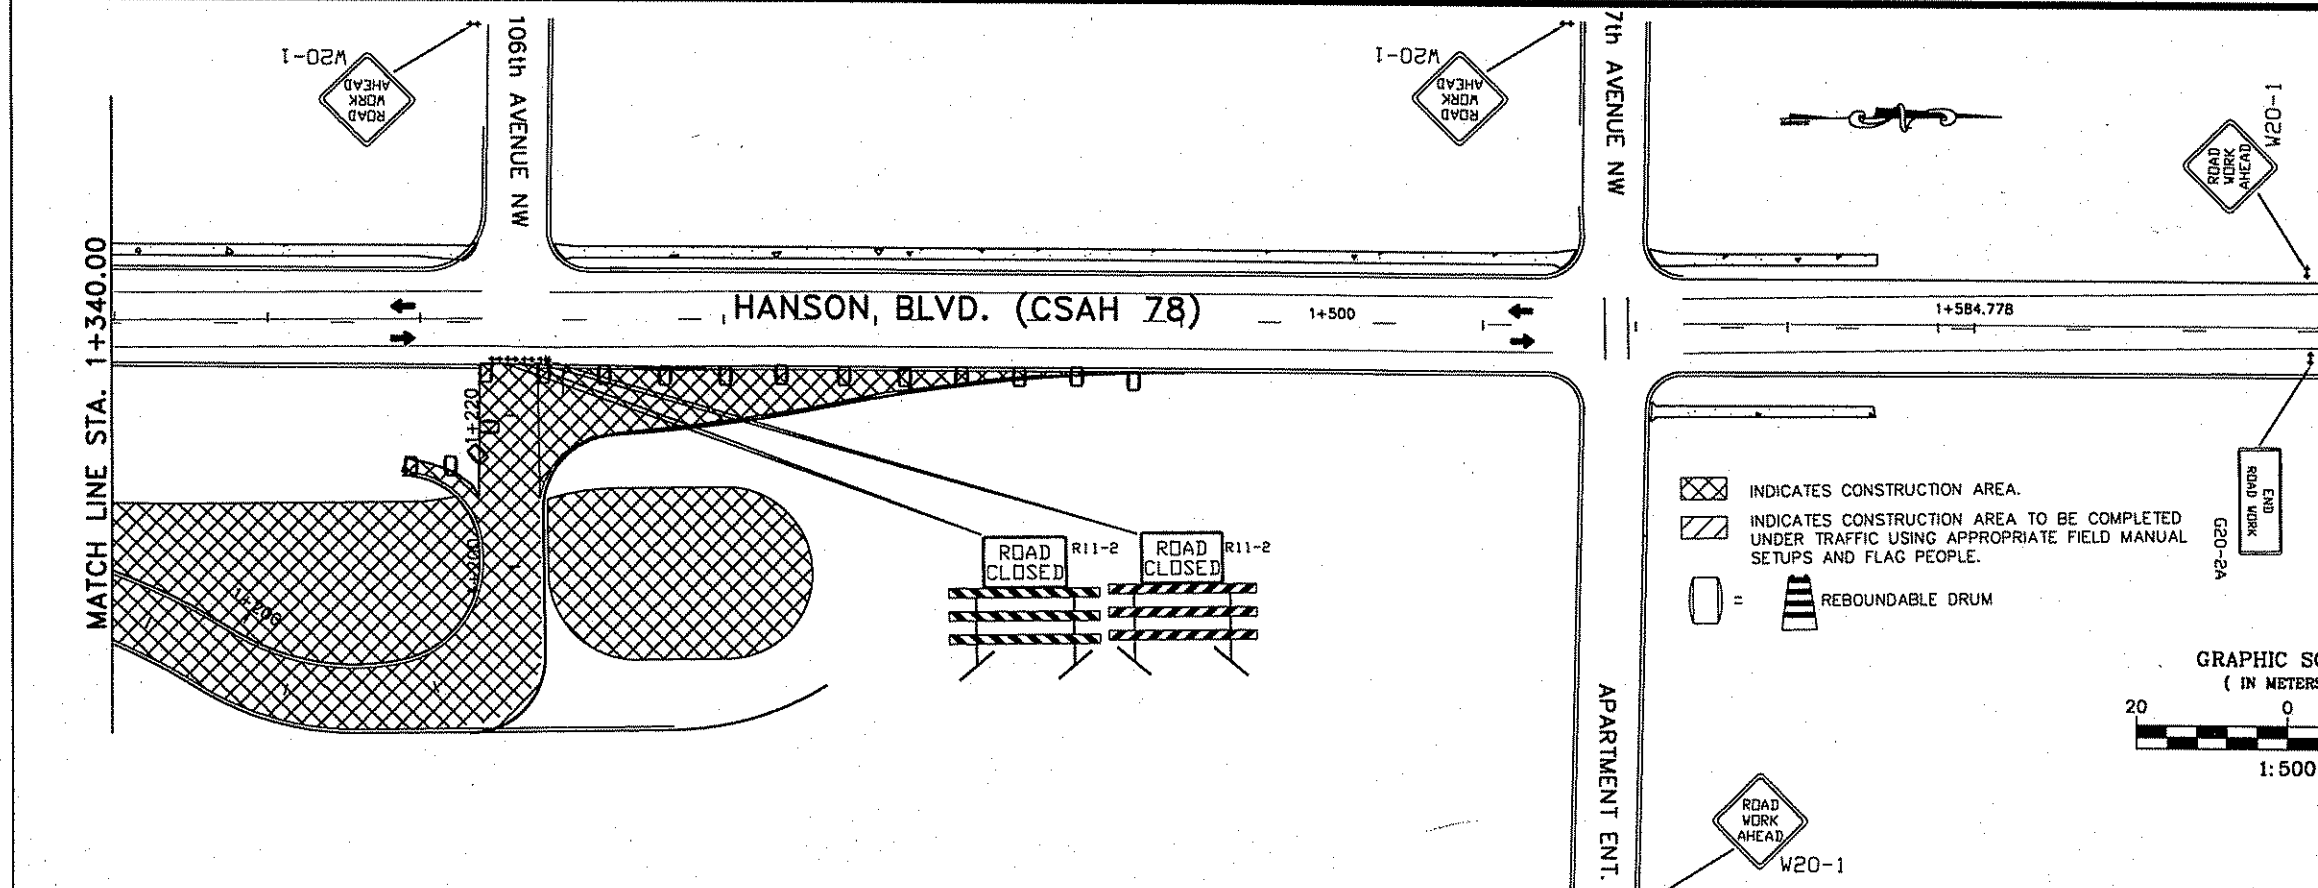 106th AVENUE NW
W20-1
ROAD
WORK
AHEAD
W20-1
ROAD
WORK
AHEAD
7th AVENUE NW
W20-1
ROAD
WORK
AHEAD
MATCH LINE STA. 1+340.00
HANSON BLVD. (CSAH 78)
1+500
1+584.778
1+220
1+200
ROAD
CLOSED
R11-2
ROAD
CLOSED
R11-2
INDICATES CONSTRUCTION AREA.
INDICATES CONSTRUCTION AREA TO BE COMPLETED
UNDER TRAFFIC USING APPROPRIATE FIELD MANUAL
SETUPS AND FLAG PEOPLE.
= REBOUNDABLE DRUM
END
ROAD WORK
G20-2A
GRAPHIC SC
( IN METERS
20 0
1:500
APARTMENT ENT.
ROAD
WORK
AHEAD
W20-1